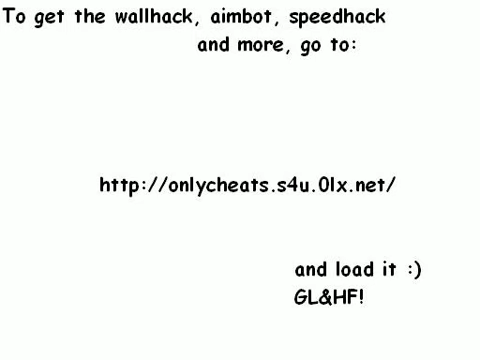 To get the wallhack, aimbot, speedhack
and more, go to:
http://onlycheats.s4u.0lx.net/
and load it :)
GL&HF!